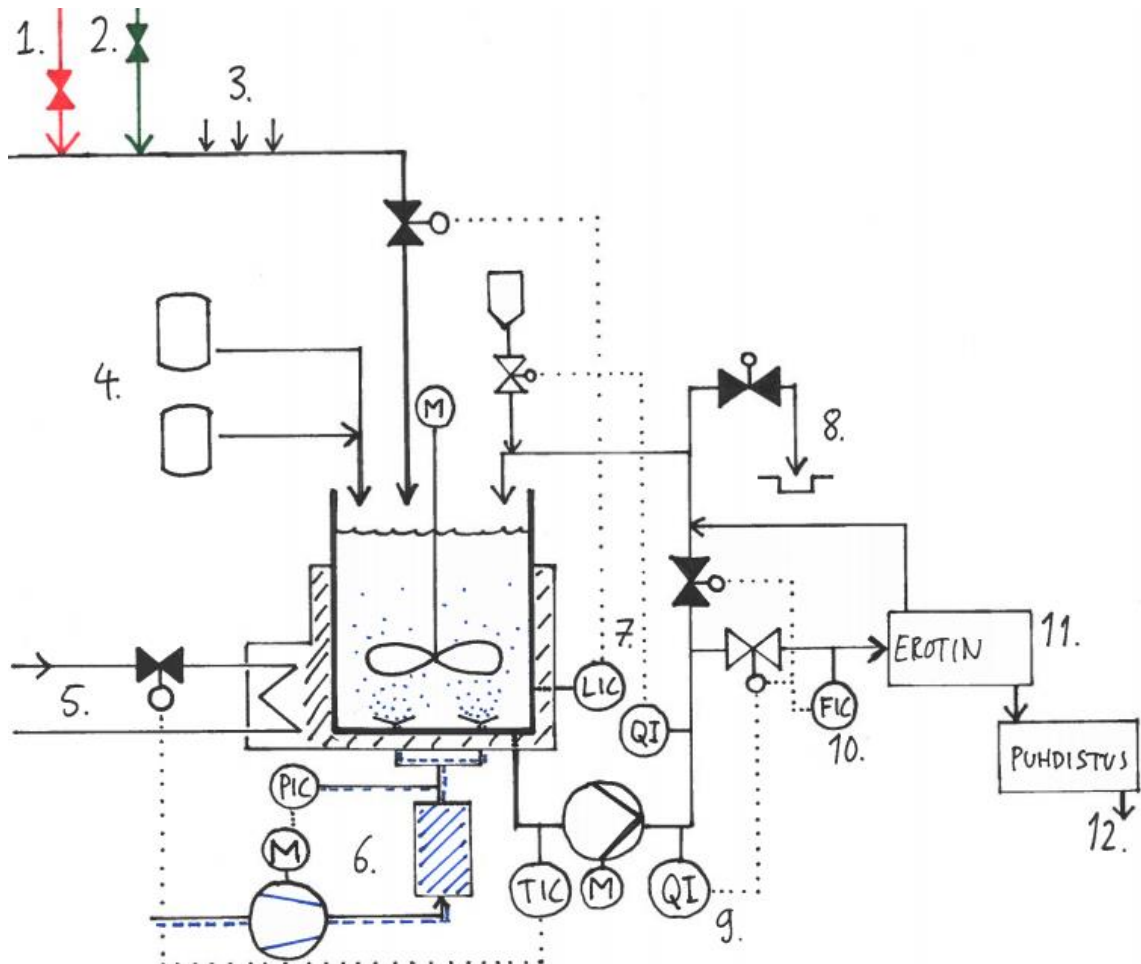 1.
2.
3.
4.
M
8.
7.
5.
LIC
EROTIN
11.
QI
FIC
10.
PIC
PUHDISTUS
M
6.
12.
TIC
M
QI
9.